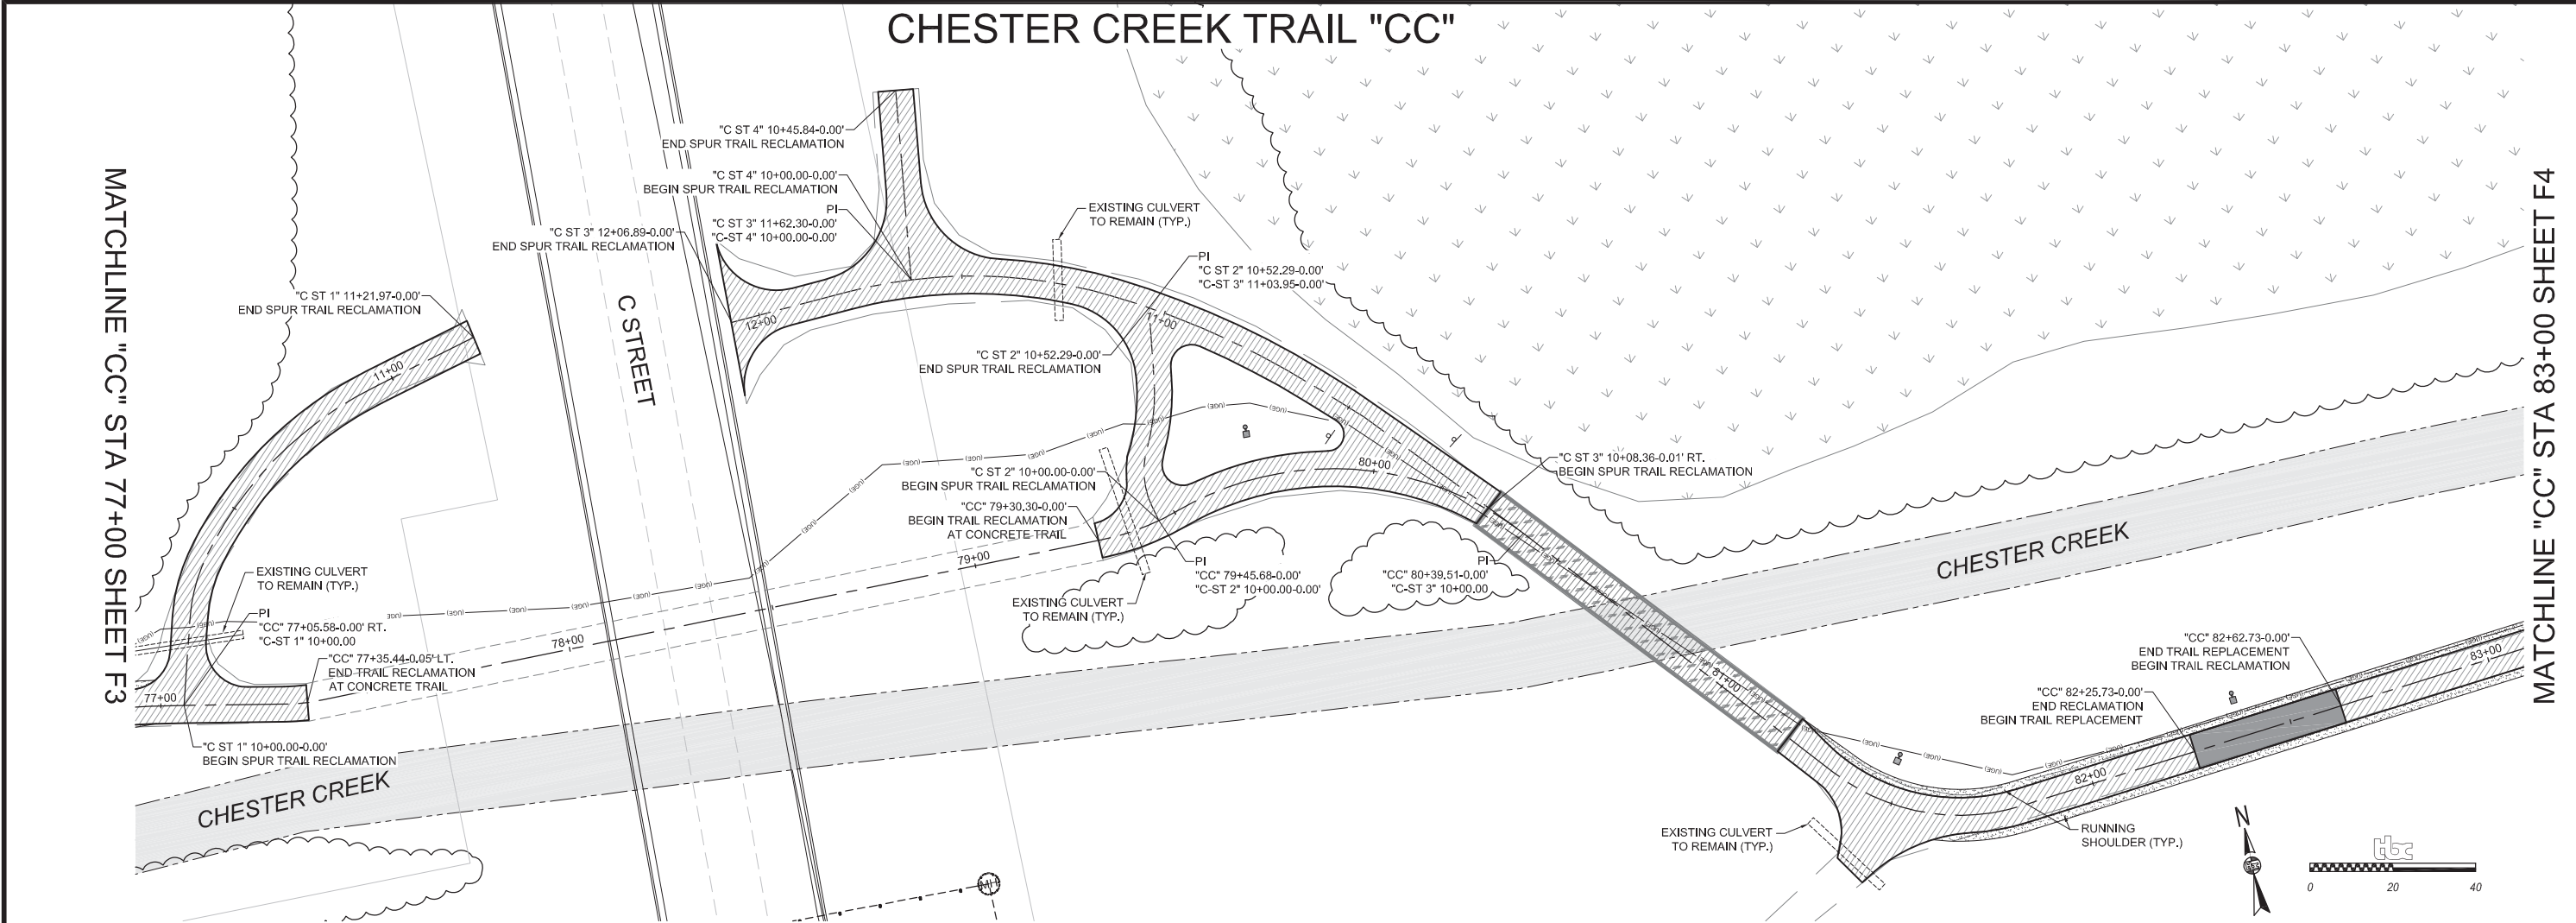 CHESTER CREEK TRAIL "CC"
MATCHLINE "CC" STA 77+00 SHEET F3
MATCHLINE "CC" STA 83+00 SHEET F4
"C ST 4" 10+45.84-0.00'
END SPUR TRAIL RECLAMATION
"C ST 4" 10+00.00-0.00'
BEGIN SPUR TRAIL RECLAMATION
PI
"C ST 3" 11+62.30-0.00'
"C-ST 4" 10+00.00-0.00'
"C ST 3" 12+06.89-0.00'
END SPUR TRAIL RECLAMATION
EXISTING CULVERT
TO REMAIN (TYP.)
PI
"C ST 2" 10+52.29-0.00'
"C-ST 3" 11+03.95-0.00'
"C ST 1" 11+21.97-0.00'
END SPUR TRAIL RECLAMATION
C STREET
12+00
11+00
11+00
"C ST 2" 10+52.29-0.00'
END SPUR TRAIL RECLAMATION
(UGE)
"C ST 2" 10+00.00-0.00'
BEGIN SPUR TRAIL RECLAMATION
80+00
"C ST 3" 10+08.36-0.01' RT.
BEGIN SPUR TRAIL RECLAMATION
"CC" 79+30.30-0.00'
BEGIN TRAIL RECLAMATION
AT CONCRETE TRAIL
79+00
PI
"CC" 79+45.68-0.00'
"C-ST 2" 10+00.00-0.00'
PI
"CC" 80+39.51-0.00'
"C-ST 3" 10+00.00
CHESTER CREEK
EXISTING CULVERT
TO REMAIN (TYP.)
EXISTING CULVERT
TO REMAIN (TYP.)
PI
"CC" 77+05.58-0.00' RT.
"C-ST 1" 10+00.00
78+00
"CC" 77+35.44-0.05' LT.
END TRAIL RECLAMATION
AT CONCRETE TRAIL
77+00
81+00
"CC" 82+62.73-0.00'
END TRAIL REPLACEMENT
BEGIN TRAIL RECLAMATION
83+00
"CC" 82+25.73-0.00'
END RECLAMATION
BEGIN TRAIL REPLACEMENT
"C ST 1" 10+00.00-0.00'
BEGIN SPUR TRAIL RECLAMATION
CHESTER CREEK
82+00
EXISTING CULVERT
TO REMAIN (TYP.)
RUNNING
SHOULDER (TYP.)
N
tbc
0 20 40
MH